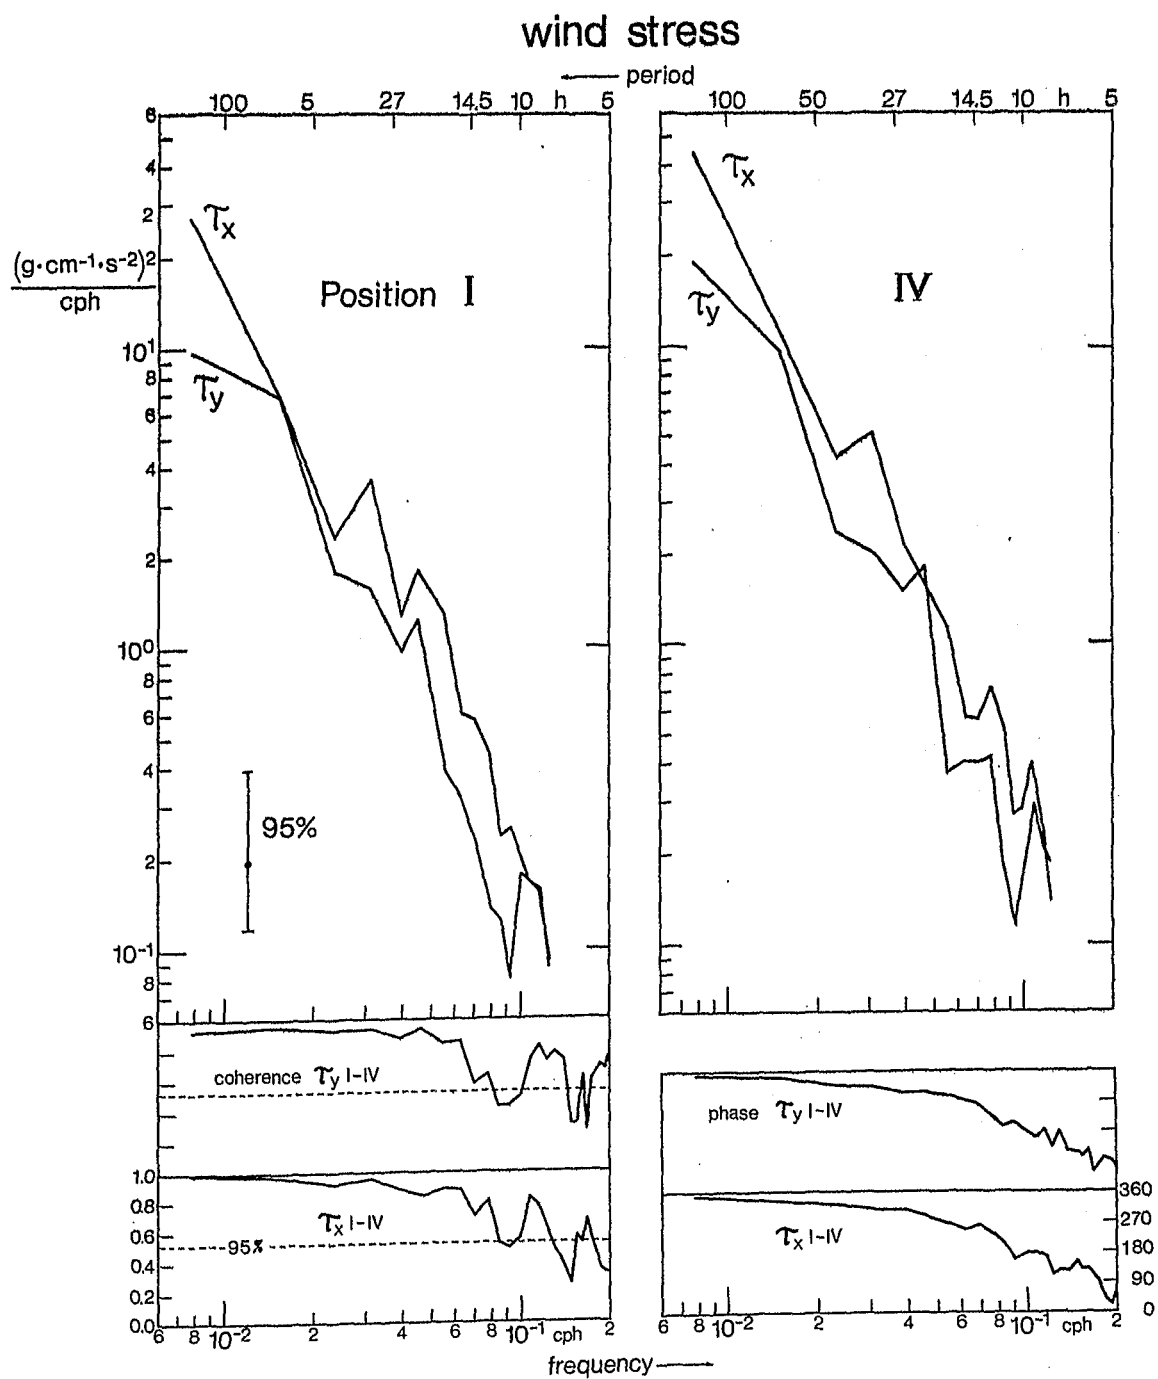 wind stress
← period
100 5 27 14.5 10 h 5
100 50 27 14.5 10 h 5
6
4
2
2
(g·cm⁻¹·s⁻²)²
cph
τx
Position I
τx
IV
τy
10¹
8
6
4
2
τy
10⁰
8
6
4
2
95%
10⁻¹
8
6
coherence τy I-IV
phase τy I-IV
1.0
0.8
0.6
0.4
0.2
0.0
τx I-IV
95%
τx I-IV
360
270
180
90
0
6 8 10⁻² 2 4 6 8 10⁻¹ cph 2
6 8 10⁻² 2 4 6 8 10⁻¹ cph 2
frequency →